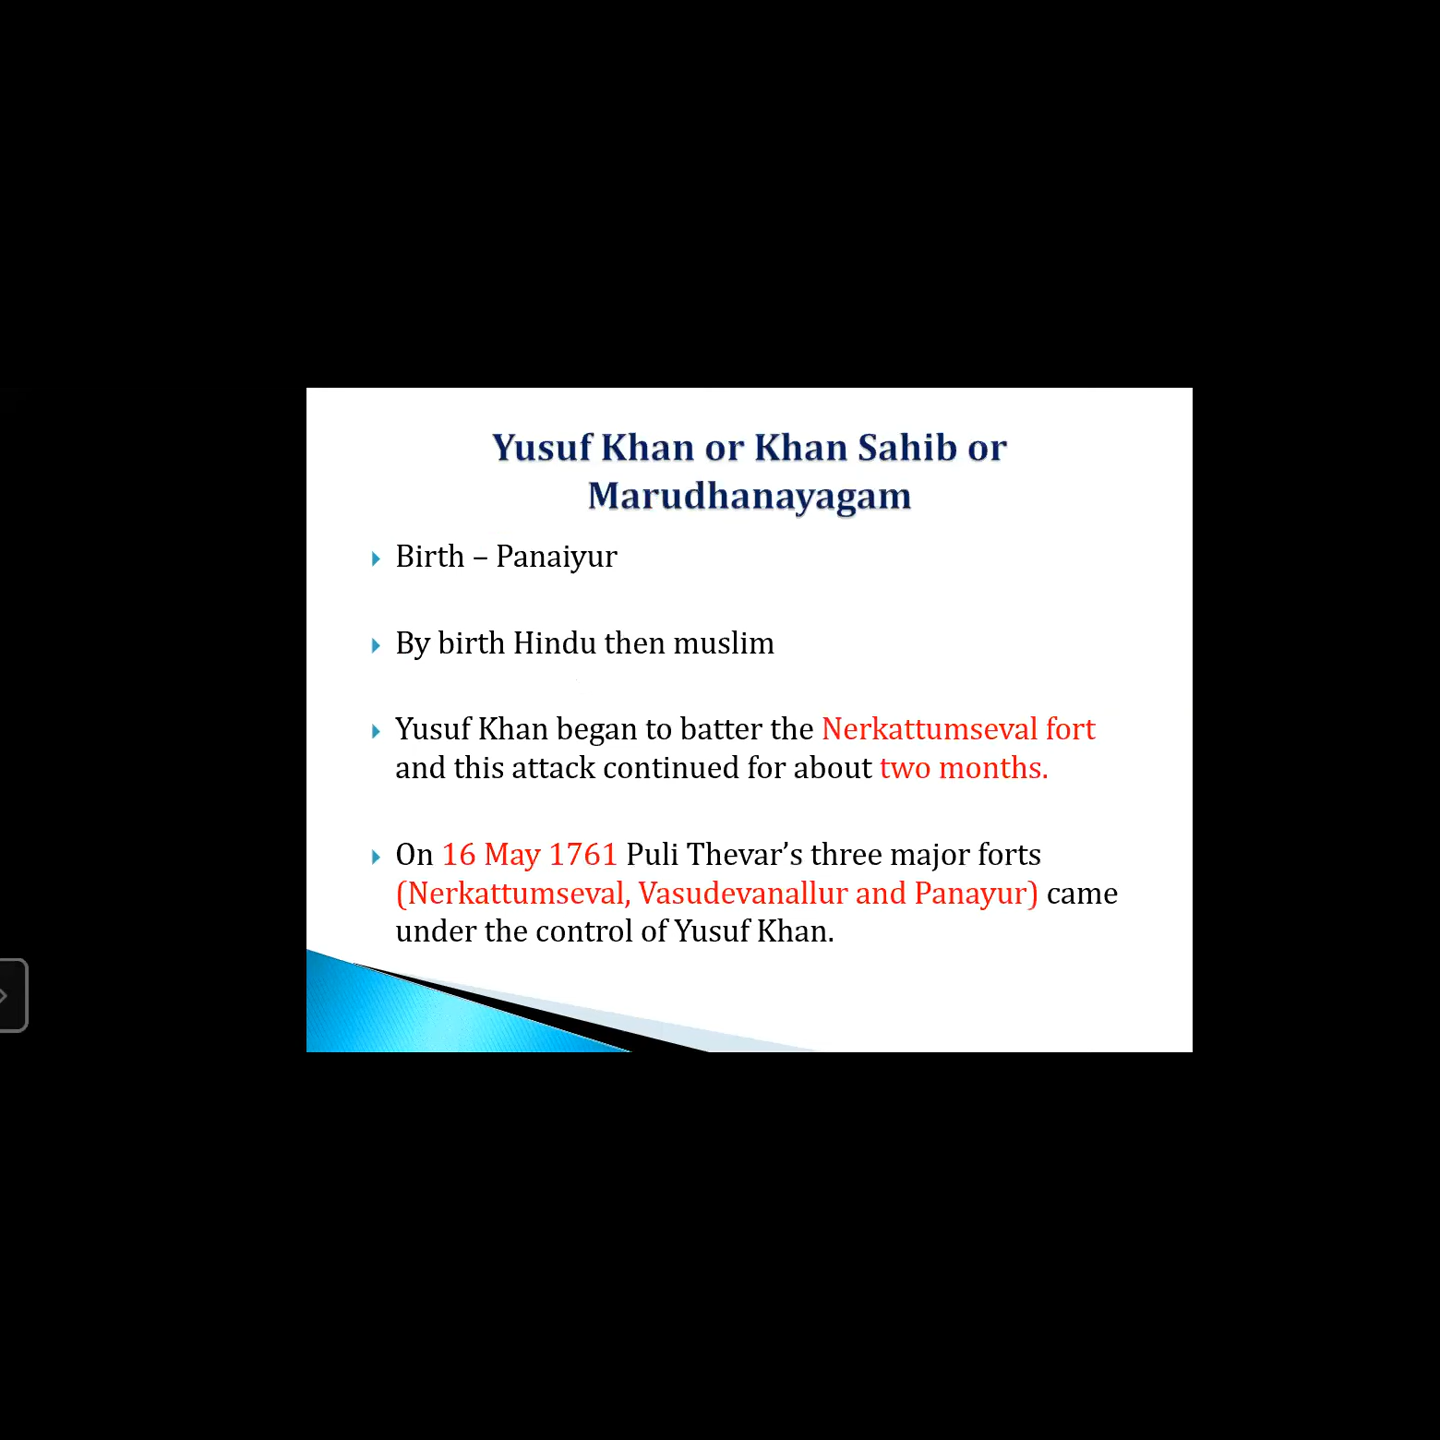 Yusuf Khan or Khan Sahib or
Marudhanayagam
Birth – Panaiyur
By birth Hindu then muslim
Yusuf Khan began to batter the Nerkattumseval fort
and this attack continued for about two months.
On 16 May 1761 Puli Thevar’s three major forts
(Nerkattumseval, Vasudevanallur and Panayur) came
under the control of Yusuf Khan.